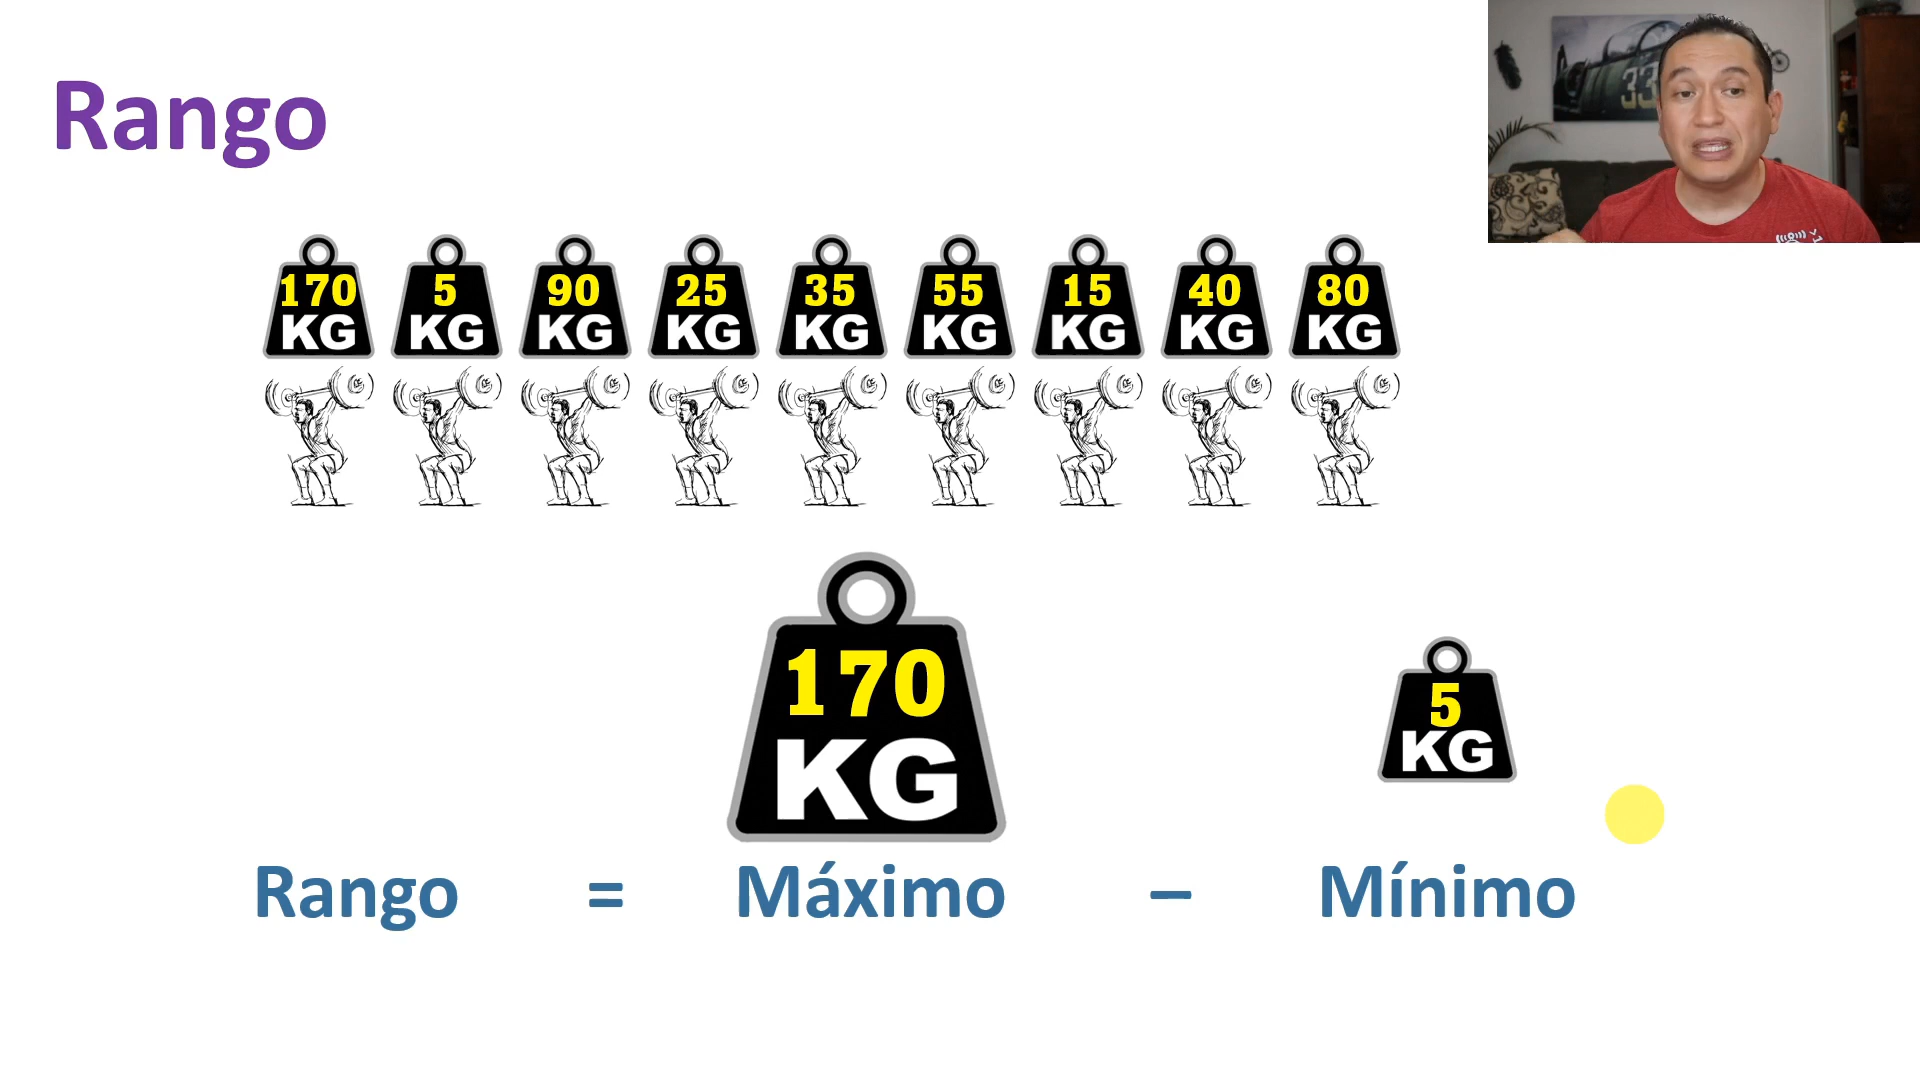 Rango
33
170 5 90 25 35 55 15 40 80
KG KG KG KG KG KG KG KG KG
170
KG
5
KG
Rango = Máximo – Mínimo